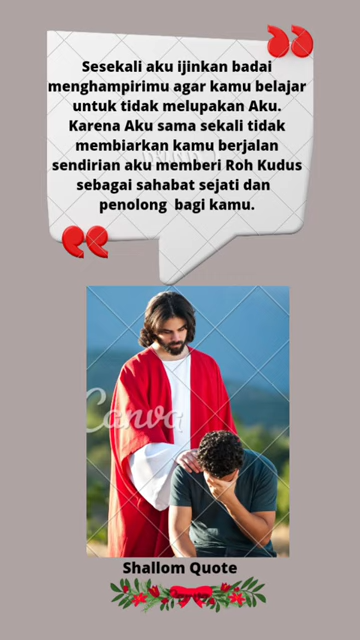 Sesekali aku ijinkan badai
menghampirimu agar kamu belajar
untuk tidak melupakan Aku.
Karena Aku sama sekali tidak
membiarkan kamu berjalan
sendirian aku memberi Roh Kudus
sebagai sahabat sejati dan
penolong bagi kamu.
Canva
Shallom Quote